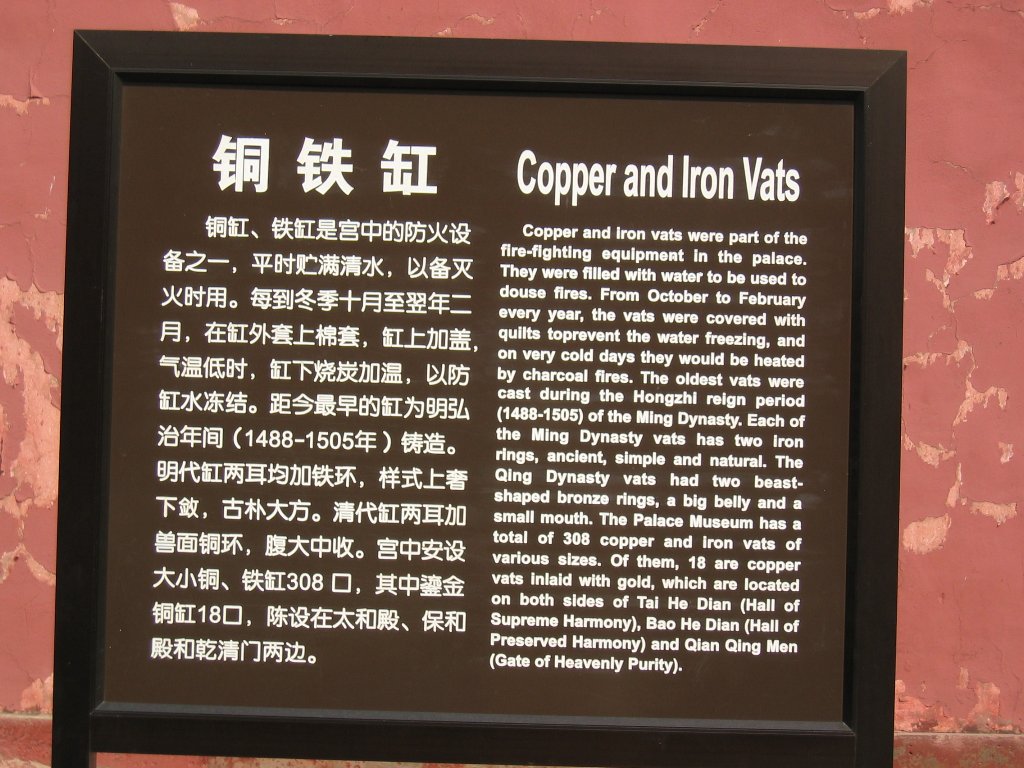 铜铁缸
铜缸、铁缸是宫中的防火设
备之一，平时贮满清水，以备灭
火时用。每到冬季十月至翌年二
月，在缸外套上棉套，缸上加盖，
气温低时，缸下烧炭加温，以防
缸水冻结。距今最早的缸为明弘
治年间（1488-1505年）铸造。
明代缸两耳均加铁环，样式上奢
下敛，古朴大方。清代缸两耳加
兽面铜环，腹大中收。宫中安设
大小铜、铁缸308 口，其中鎏金
铜缸18口，陈设在太和殿、保和
殿和乾清门两边。
Copper and Iron Vats
Copper and iron vats were part of the
fire-fighting equipment in the palace.
They were filled with water to be used to
douse fires. From October to February
every year, the vats were covered with
quilts toprevent the water freezing, and
on very cold days they would be heated
by charcoal fires. The oldest vats were
cast during the Hongzhi reign period
(1488-1505) of the Ming Dynasty. Each of
the Ming Dynasty vats has two iron
rings, ancient, simple and natural. The
Qing Dynasty vats had two beast-
shaped bronze rings, a big belly and a
small mouth. The Palace Museum has a
total of 308 copper and iron vats of
various sizes. Of them, 18 are copper
vats inlaid with gold, which are located
on both sides of Tai He Dian (Hall of
Supreme Harmony), Bao He Dian (Hall of
Preserved Harmony) and Qian Qing Men
(Gate of Heavenly Purity).